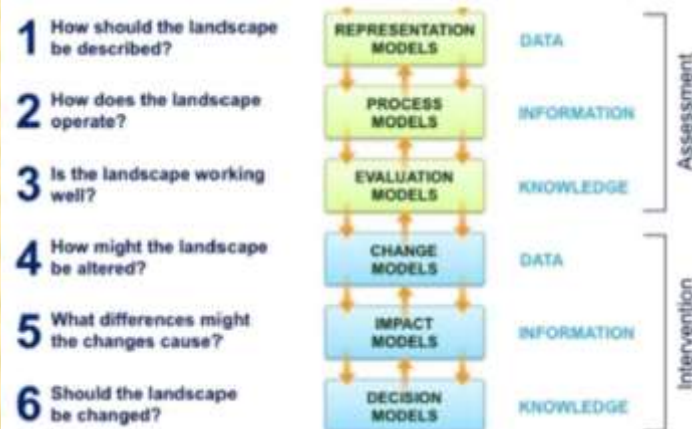 1 How should the landscape
be described?
REPRESENTATION
MODELS
DATA
2 How does the landscape
operate?
PROCESS
MODELS
INFORMATION
3 Is the landscape working
well?
EVALUATION
MODELS
KNOWLEDGE
Assessment
4 How might the landscape
be altered?
CHANGE
MODELS
DATA
5 What differences might
the changes cause?
IMPACT
MODELS
INFORMATION
6 Should the landscape
be changed?
DECISION
MODELS
KNOWLEDGE
Intervention